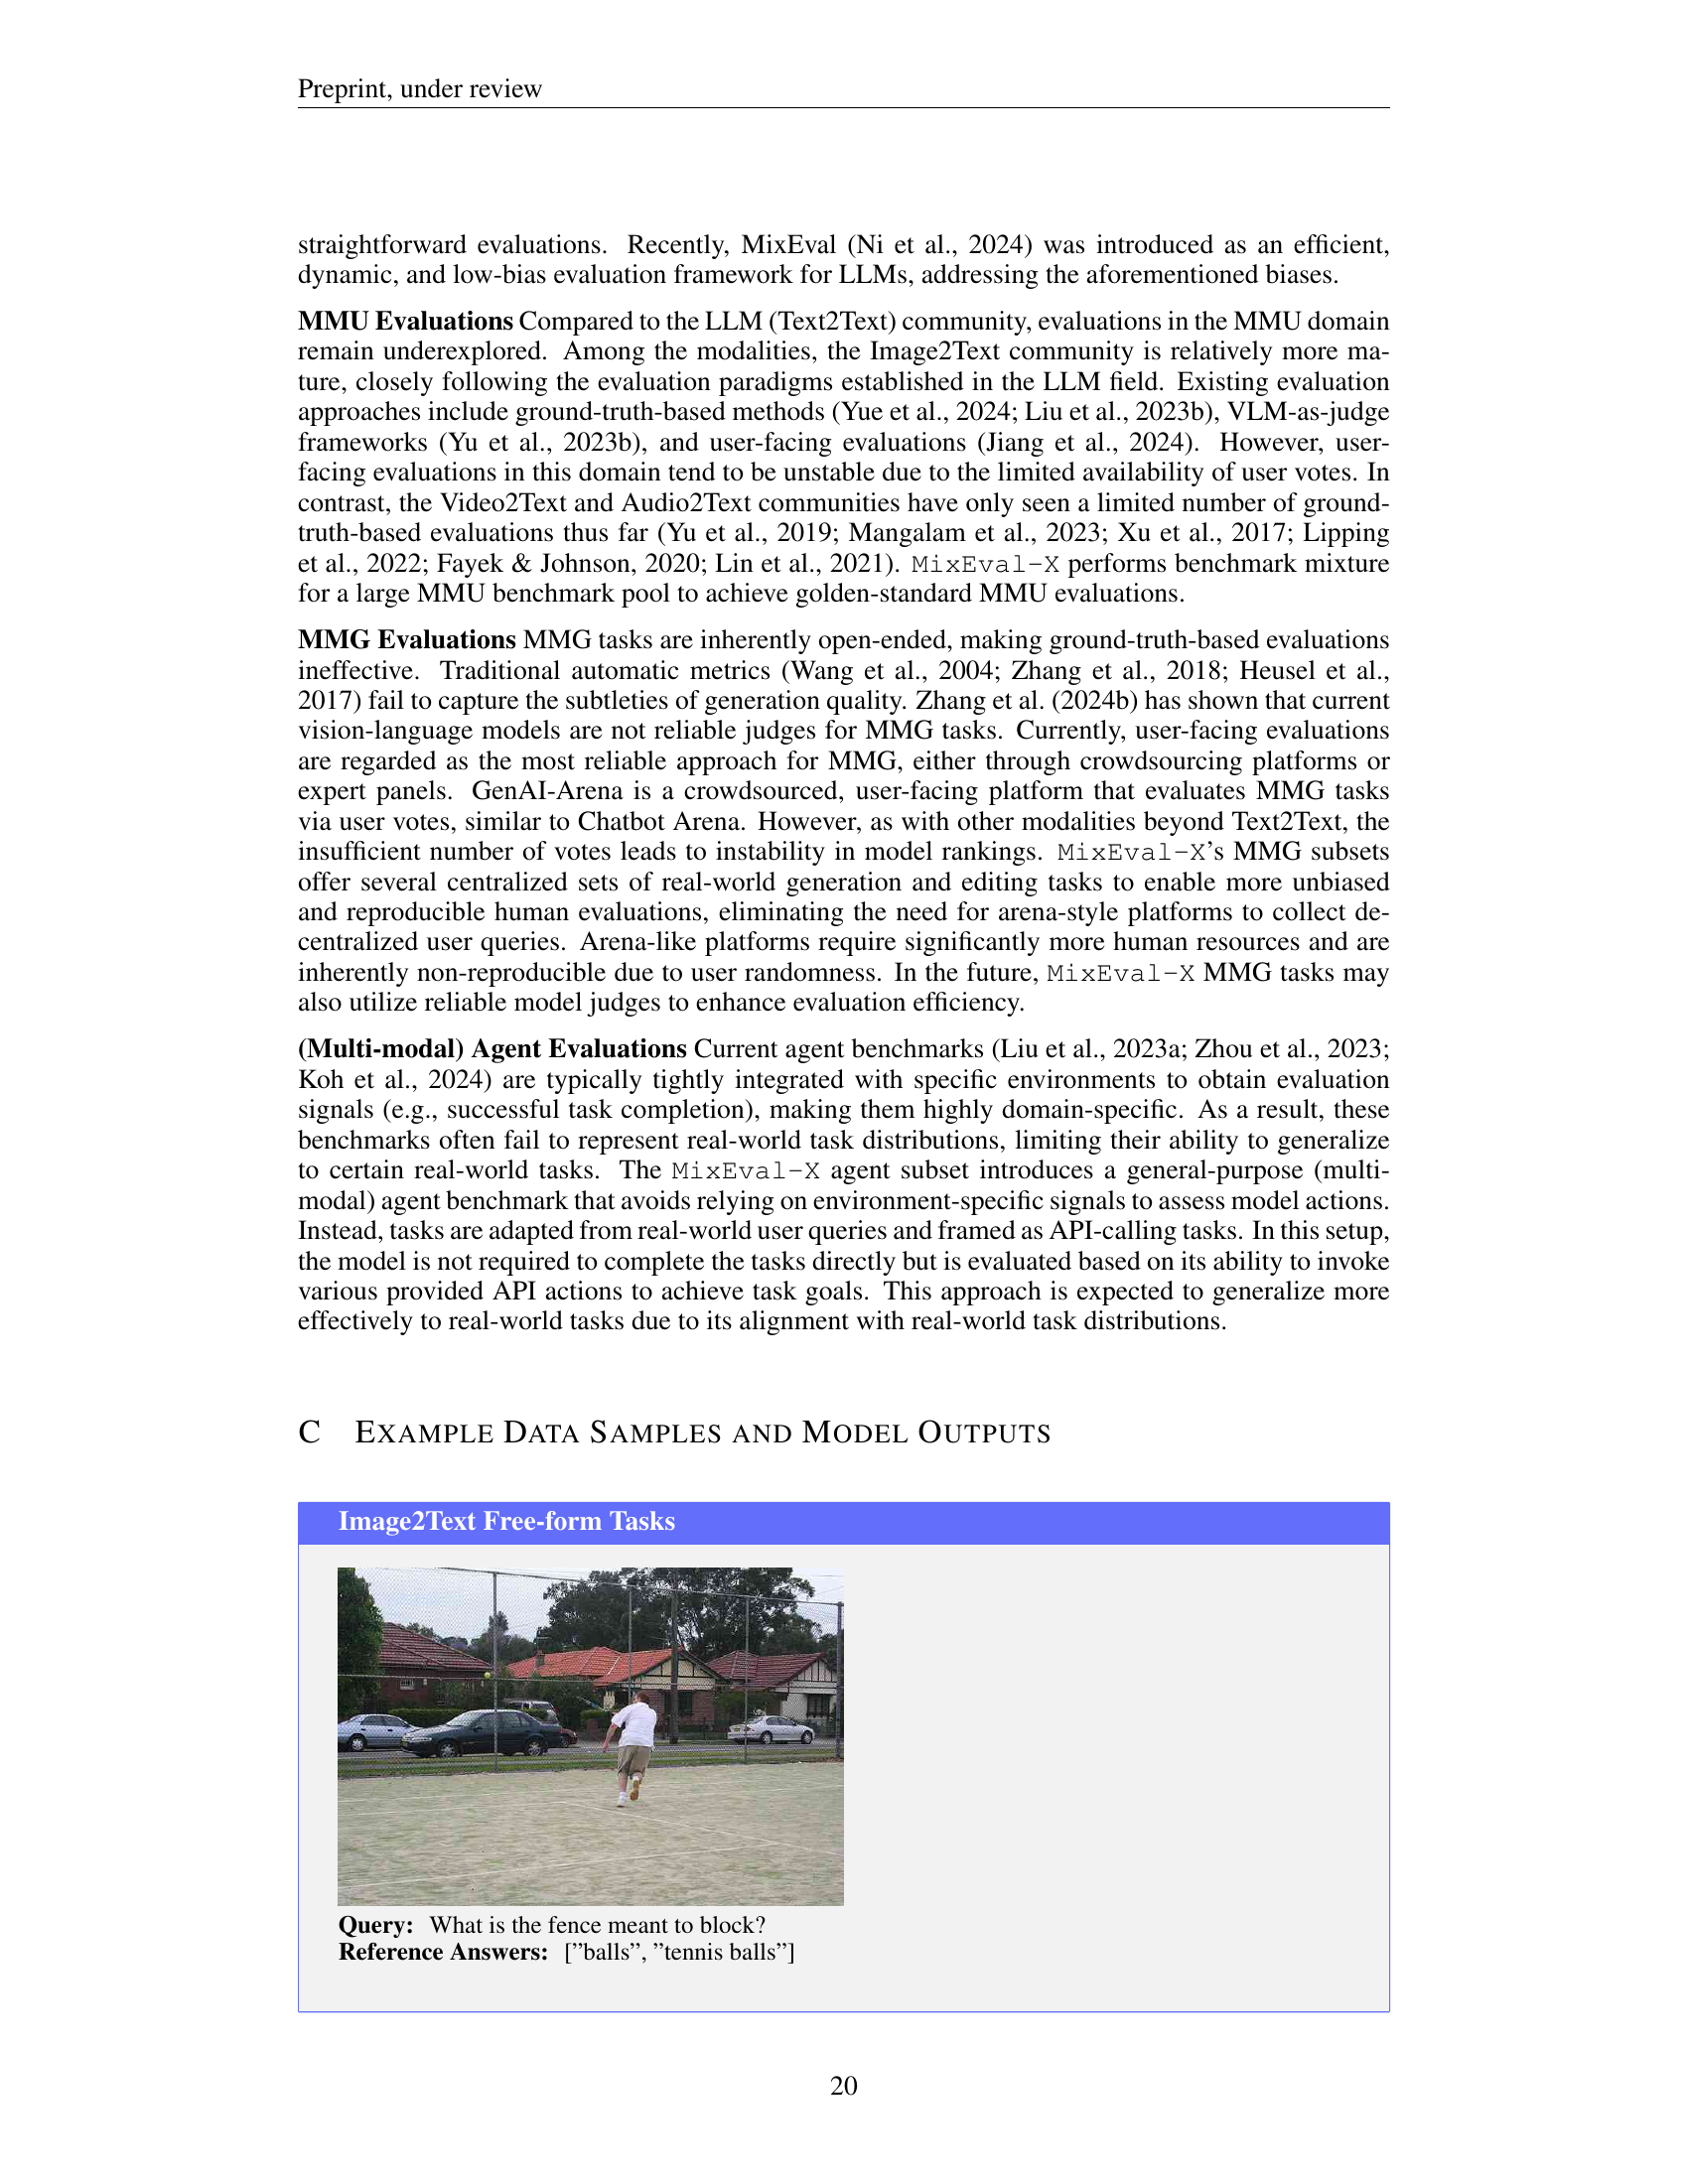 Preprint, under review
straightforward evaluations. Recently, MixEval (Ni et al., 2024) was introduced as an efficient,
dynamic, and low-bias evaluation framework for LLMs, addressing the aforementioned biases.
MMU Evaluations Compared to the LLM (Text2Text) community, evaluations in the MMU domain
remain underexplored. Among the modalities, the Image2Text community is relatively more ma-
ture, closely following the evaluation paradigms established in the LLM field. Existing evaluation
approaches include ground-truth-based methods (Yue et al., 2024; Liu et al., 2023b), VLM-as-judge
frameworks (Yu et al., 2023b), and user-facing evaluations (Jiang et al., 2024). However, user-
facing evaluations in this domain tend to be unstable due to the limited availability of user votes. In
contrast, the Video2Text and Audio2Text communities have only seen a limited number of ground-
truth-based evaluations thus far (Yu et al., 2019; Mangalam et al., 2023; Xu et al., 2017; Lipping
et al., 2022; Fayek & Johnson, 2020; Lin et al., 2021). MixEval-X performs benchmark mixture
for a large MMU benchmark pool to achieve golden-standard MMU evaluations.
MMG Evaluations MMG tasks are inherently open-ended, making ground-truth-based evaluations
ineffective. Traditional automatic metrics (Wang et al., 2004; Zhang et al., 2018; Heusel et al.,
2017) fail to capture the subtleties of generation quality. Zhang et al. (2024b) has shown that current
vision-language models are not reliable judges for MMG tasks. Currently, user-facing evaluations
are regarded as the most reliable approach for MMG, either through crowdsourcing platforms or
expert panels. GenAI-Arena is a crowdsourced, user-facing platform that evaluates MMG tasks
via user votes, similar to Chatbot Arena. However, as with other modalities beyond Text2Text, the
insufficient number of votes leads to instability in model rankings. MixEval-X's MMG subsets
offer several centralized sets of real-world generation and editing tasks to enable more unbiased
and reproducible human evaluations, eliminating the need for arena-style platforms to collect de-
centralized user queries. Arena-like platforms require significantly more human resources and are
inherently non-reproducible due to user randomness. In the future, MixEval-X MMG tasks may
also utilize reliable model judges to enhance evaluation efficiency.
(Multi-modal) Agent Evaluations Current agent benchmarks (Liu et al., 2023a; Zhou et al., 2023;
Koh et al., 2024) are typically tightly integrated with specific environments to obtain evaluation
signals (e.g., successful task completion), making them highly domain-specific. As a result, these
benchmarks often fail to represent real-world task distributions, limiting their ability to generalize
to certain real-world tasks. The MixEval-X agent subset introduces a general-purpose (multi-
modal) agent benchmark that avoids relying on environment-specific signals to assess model actions.
Instead, tasks are adapted from real-world user queries and framed as API-calling tasks. In this setup,
the model is not required to complete the tasks directly but is evaluated based on its ability to invoke
various provided API actions to achieve task goals. This approach is expected to generalize more
effectively to real-world tasks due to its alignment with real-world task distributions.
C EXAMPLE DATA SAMPLES AND MODEL OUTPUTS
Image2Text Free-form Tasks
Query: What is the fence meant to block?
Reference Answers: [”balls”, ”tennis balls”]
20